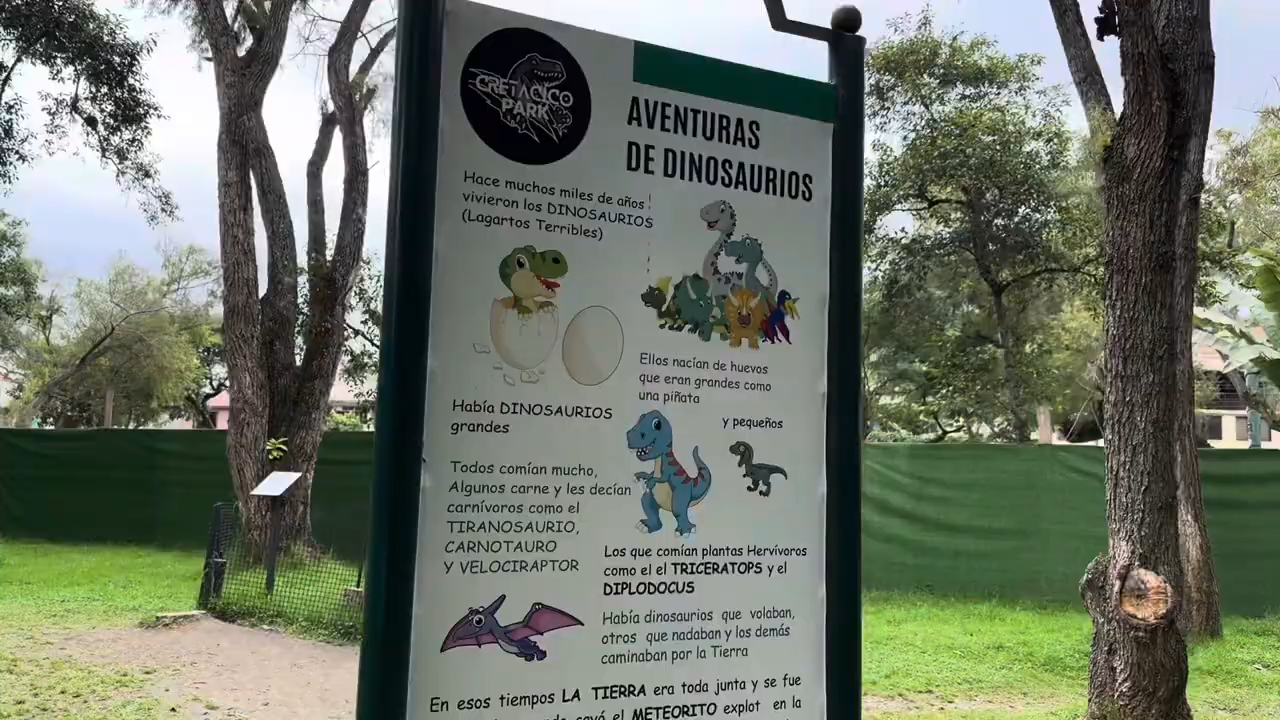 CRETACICO
PARK
AVENTURAS
DE DINOSAURIOS
Hace muchos miles de años
vivieron los DINOSAURIOS
(Lagartos Terribles)
Ellos nacían de huevos
que eran grandes como
una piñata
Había DINOSAURIOS
grandes
y pequeños
Todos comían mucho,
Algunos carne y les decían
carnívoros como el
TIRANOSAURIO,
CARNOTAURO
Y VELOCIRAPTOR
Los que comían plantas Hervívoros
como el el TRICERATOPS y el
DIPLODOCUS
Había dinosaurios que volaban,
otros que nadaban y los demás
caminaban por la Tierra
En esos tiempos LA TIERRA era toda junta y se fue
cayó el METEORITO explot en la